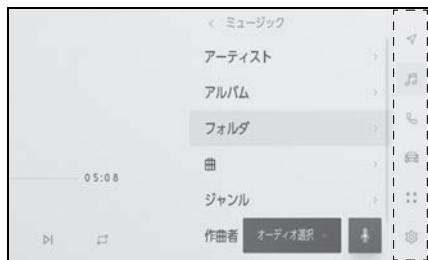 < ミュージック
アーティスト
アルバム
フォルダ
曲
05:08
ジャンル
作曲者
オーディオ選択